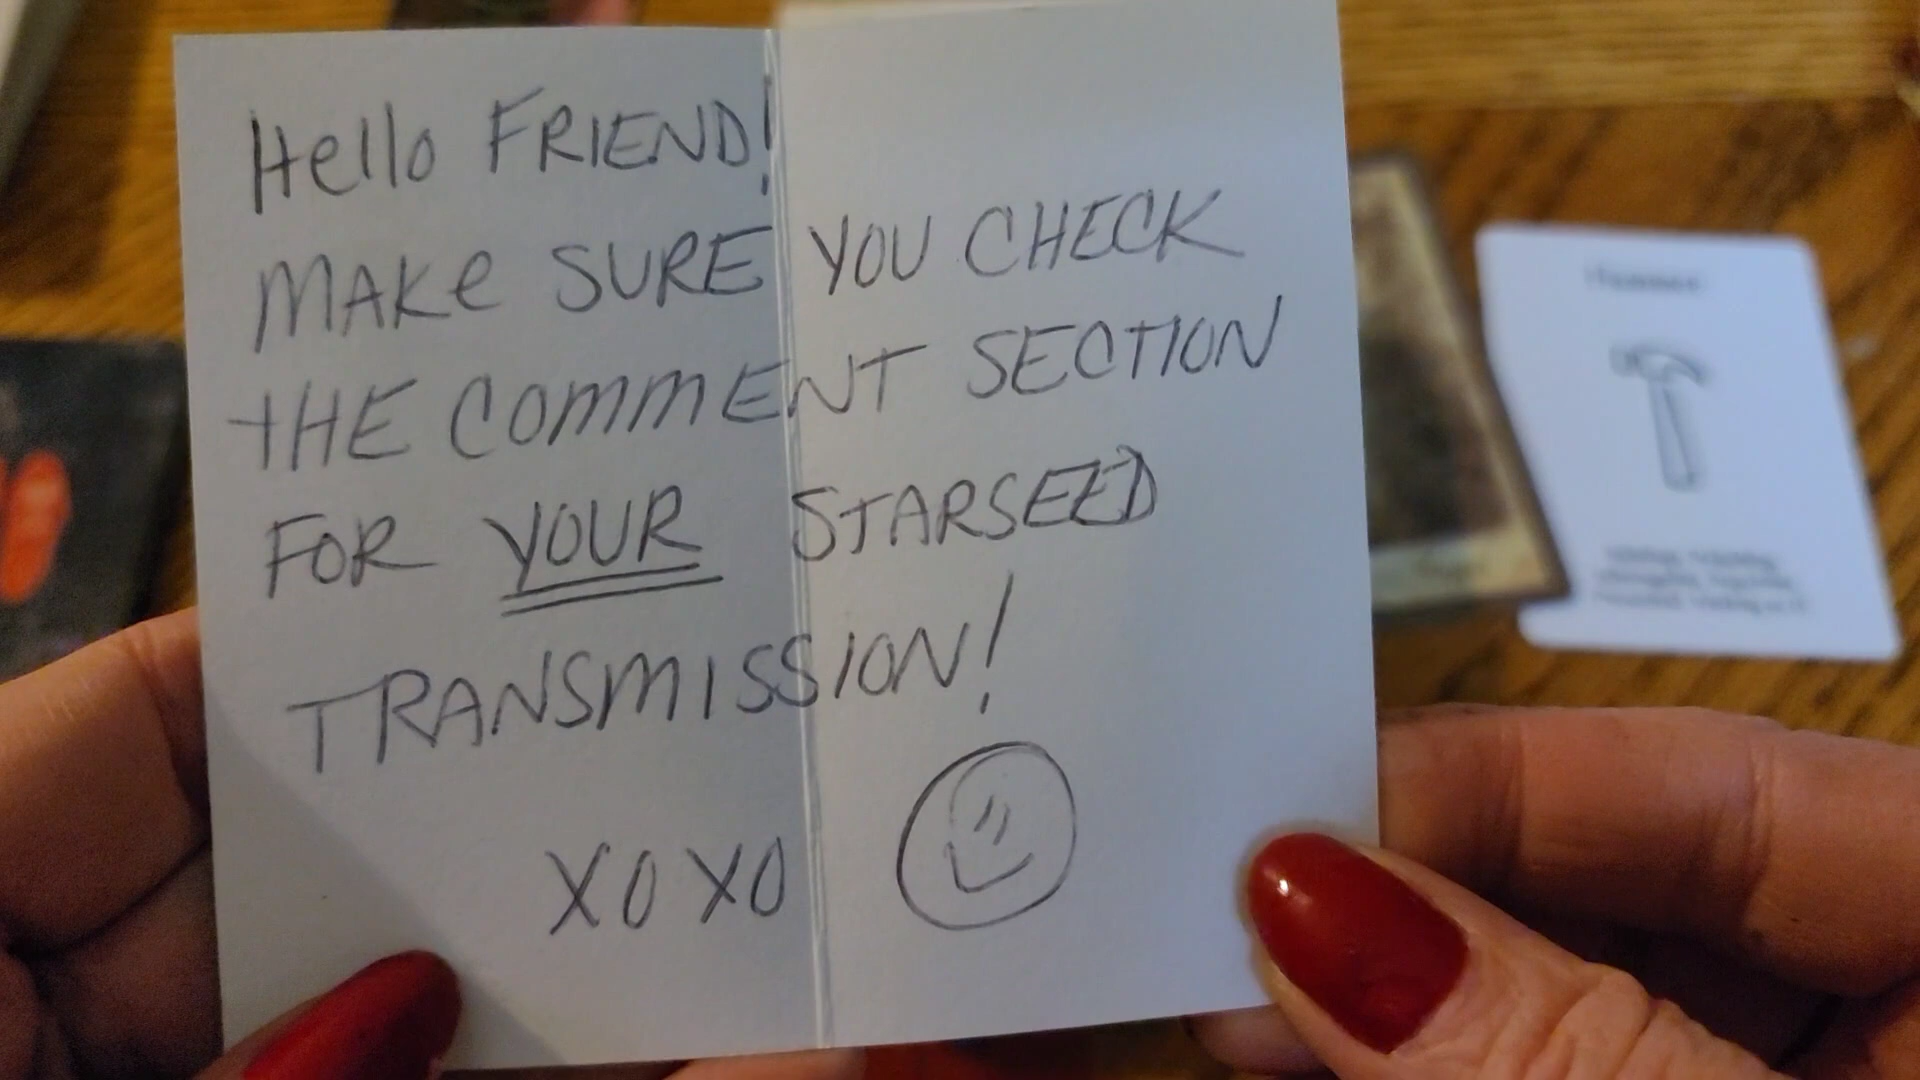 Hello FRIEND!
MAKe SURE YOU CHECK
tHE COMMENT SECTION
FOR YOUR STARSEED
TRANSMISSION!
XOXO